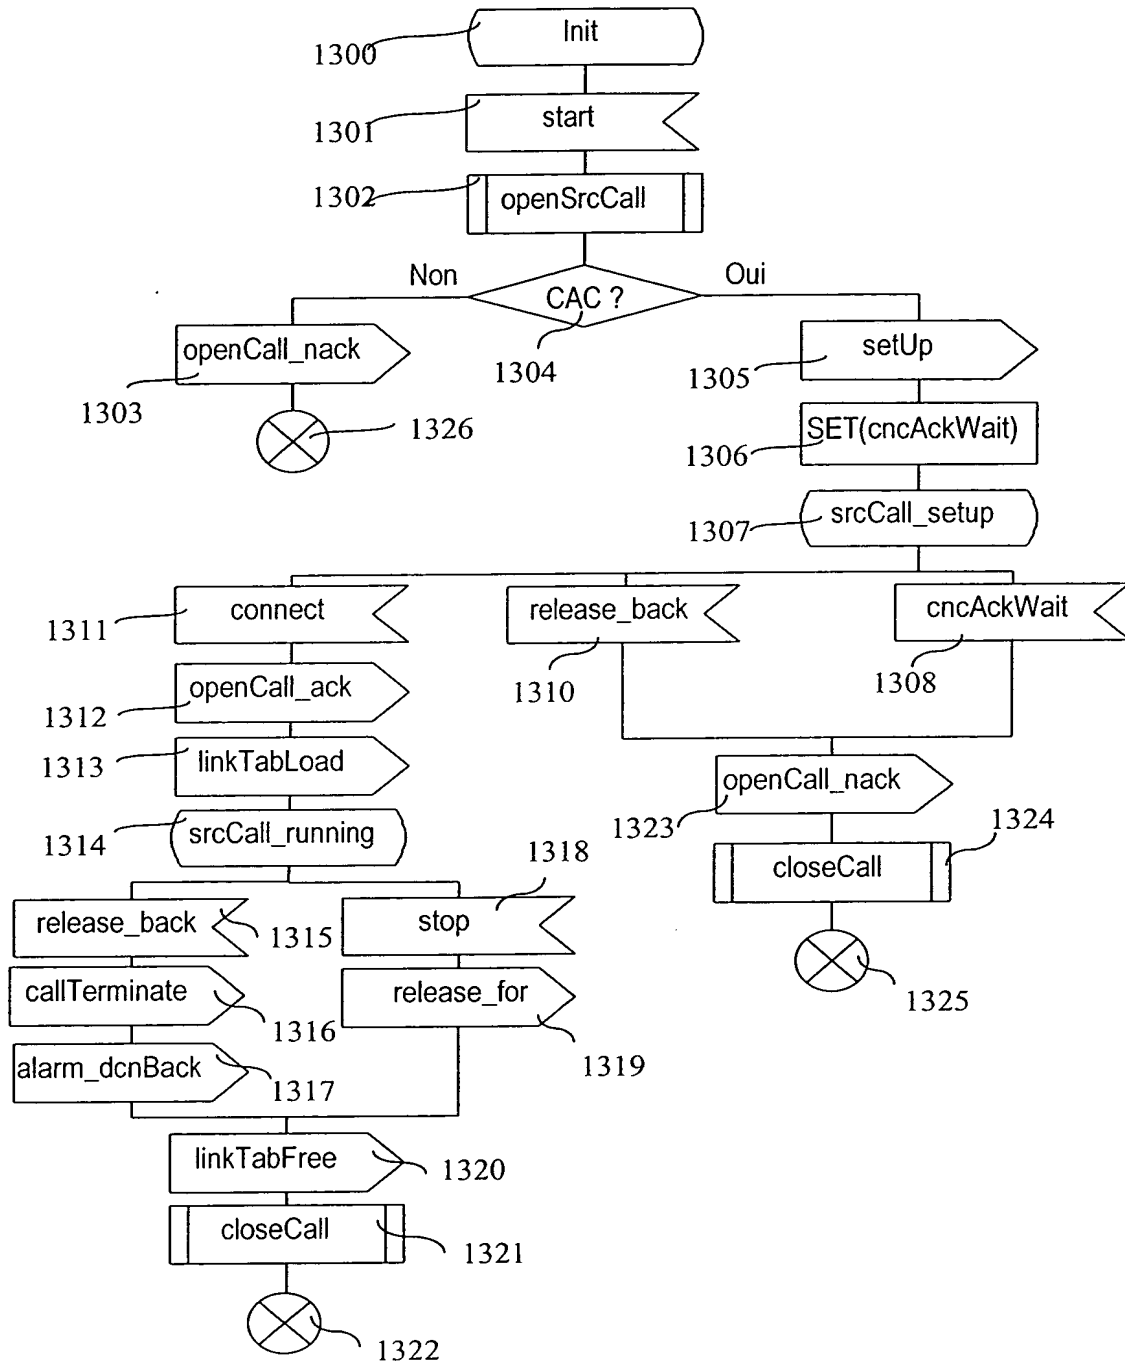 Init
1300
start
1301
1302
openSrcCall
Non
Oui
CAC ?
1304
openCall_nack
1303
1326
setUp
1305
SET(cncAckWait)
1306
srcCall_setup
1307
connect
1311
release_back
1310
cncAckWait
1308
openCall_ack
1312
linkTabLoad
1313
openCall_nack
1323
srcCall_running
1314
1324
closeCall
1318
release_back
1315
stop
1325
callTerminate
1316
release_for
1319
alarm_dcnBack
1317
linkTabFree
1320
closeCall
1321
1322